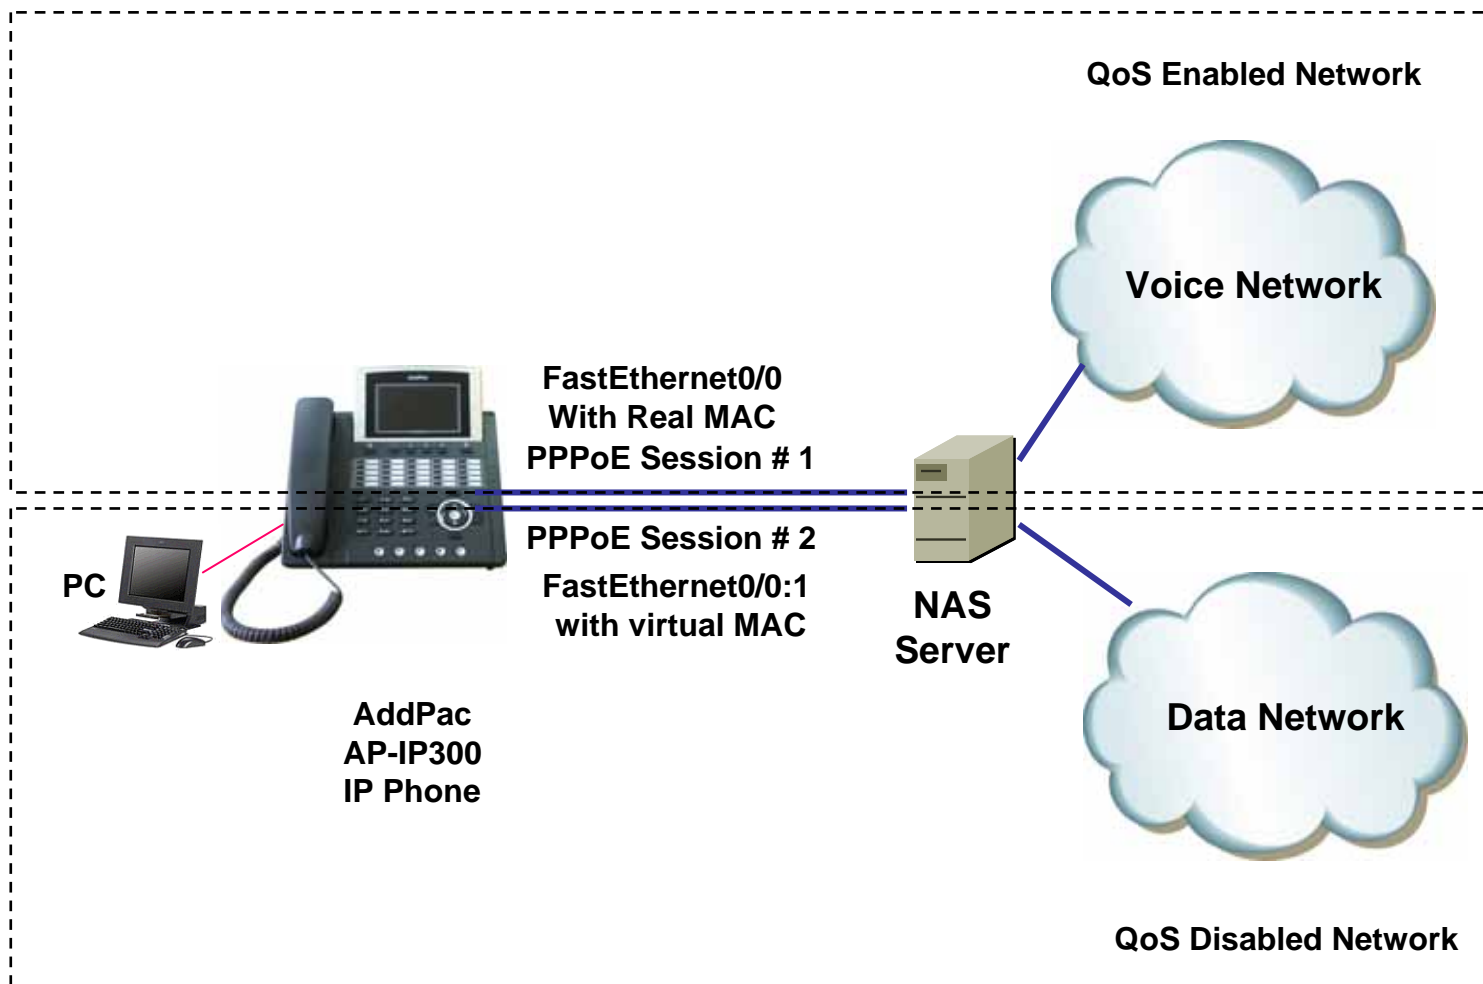 QoS Enabled Network
Voice Network
FastEthernet0/0
With Real MAC
PPPoE Session # 1
PPPoE Session # 2
FastEthernet0/0:1
with virtual MAC
PC
NAS
Server
AddPac
AP-IP300
IP Phone
Data Network
QoS Disabled Network